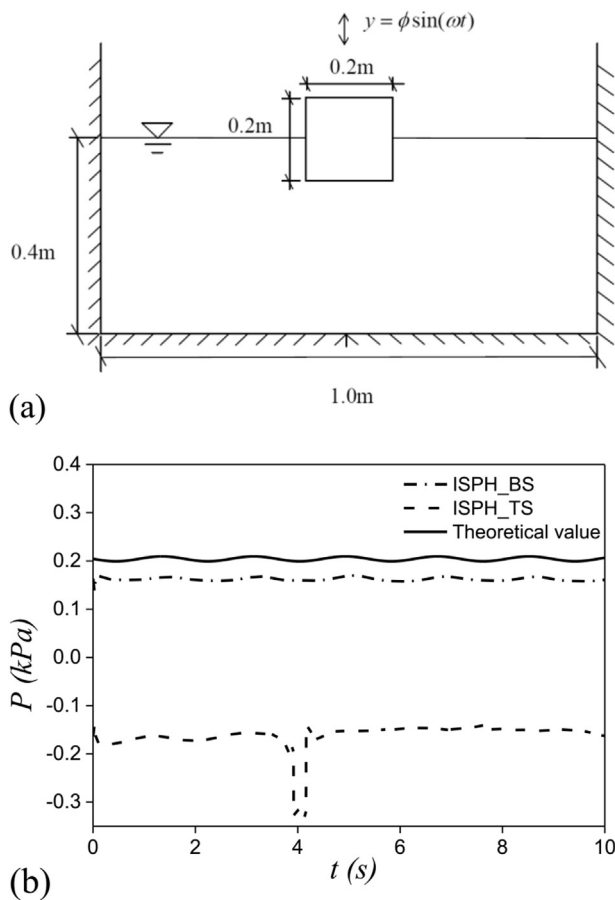 y = ϕ sin(ωt)
0.2m
0.2m
0.4m
1.0m
(a)
0.4
0.3
0.2
0.1
0.0
-0.1
-0.2
-0.3
P (kPa)
ISPH_BS
ISPH_TS
Theoretical value
0 2 4 6 8 10
t (s)
(b)